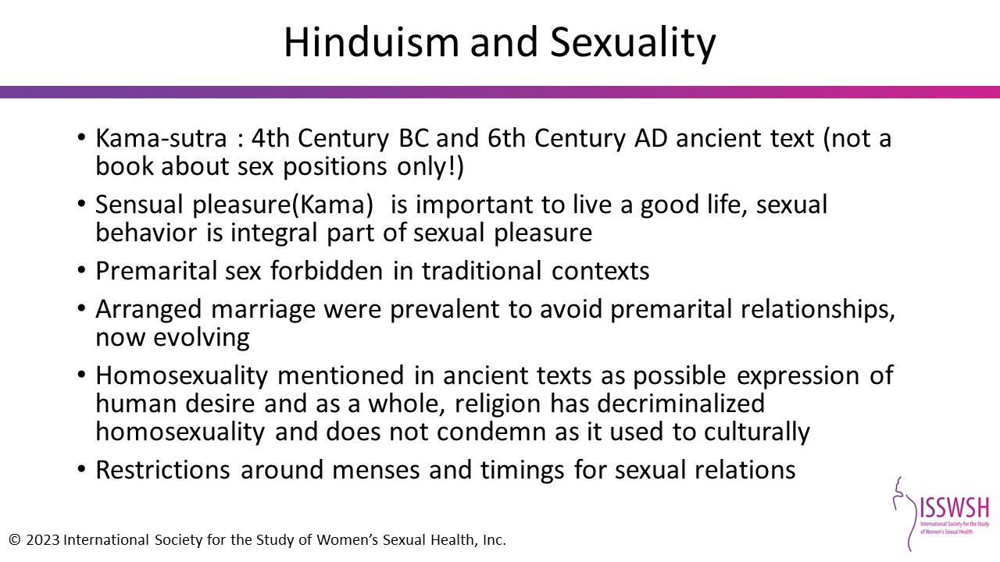 Hinduism and Sexuality
• Kama-sutra : 4th Century BC and 6th Century AD ancient text (not a
book about sex positions only!)
• Sensual pleasure(Kama)  is important to live a good life, sexual
behavior is integral part of sexual pleasure
• Premarital sex forbidden in traditional contexts
• Arranged marriage were prevalent to avoid premarital relationships,
now evolving
• Homosexuality mentioned in ancient texts as possible expression of
human desire and as a whole, religion has decriminalized
homosexuality and does not condemn as it used to culturally
• Restrictions around menses and timings for sexual relations
ISSWSH
International Society for the Study
of Women's Sexual Health
© 2023 International Society for the Study of Women’s Sexual Health, Inc.